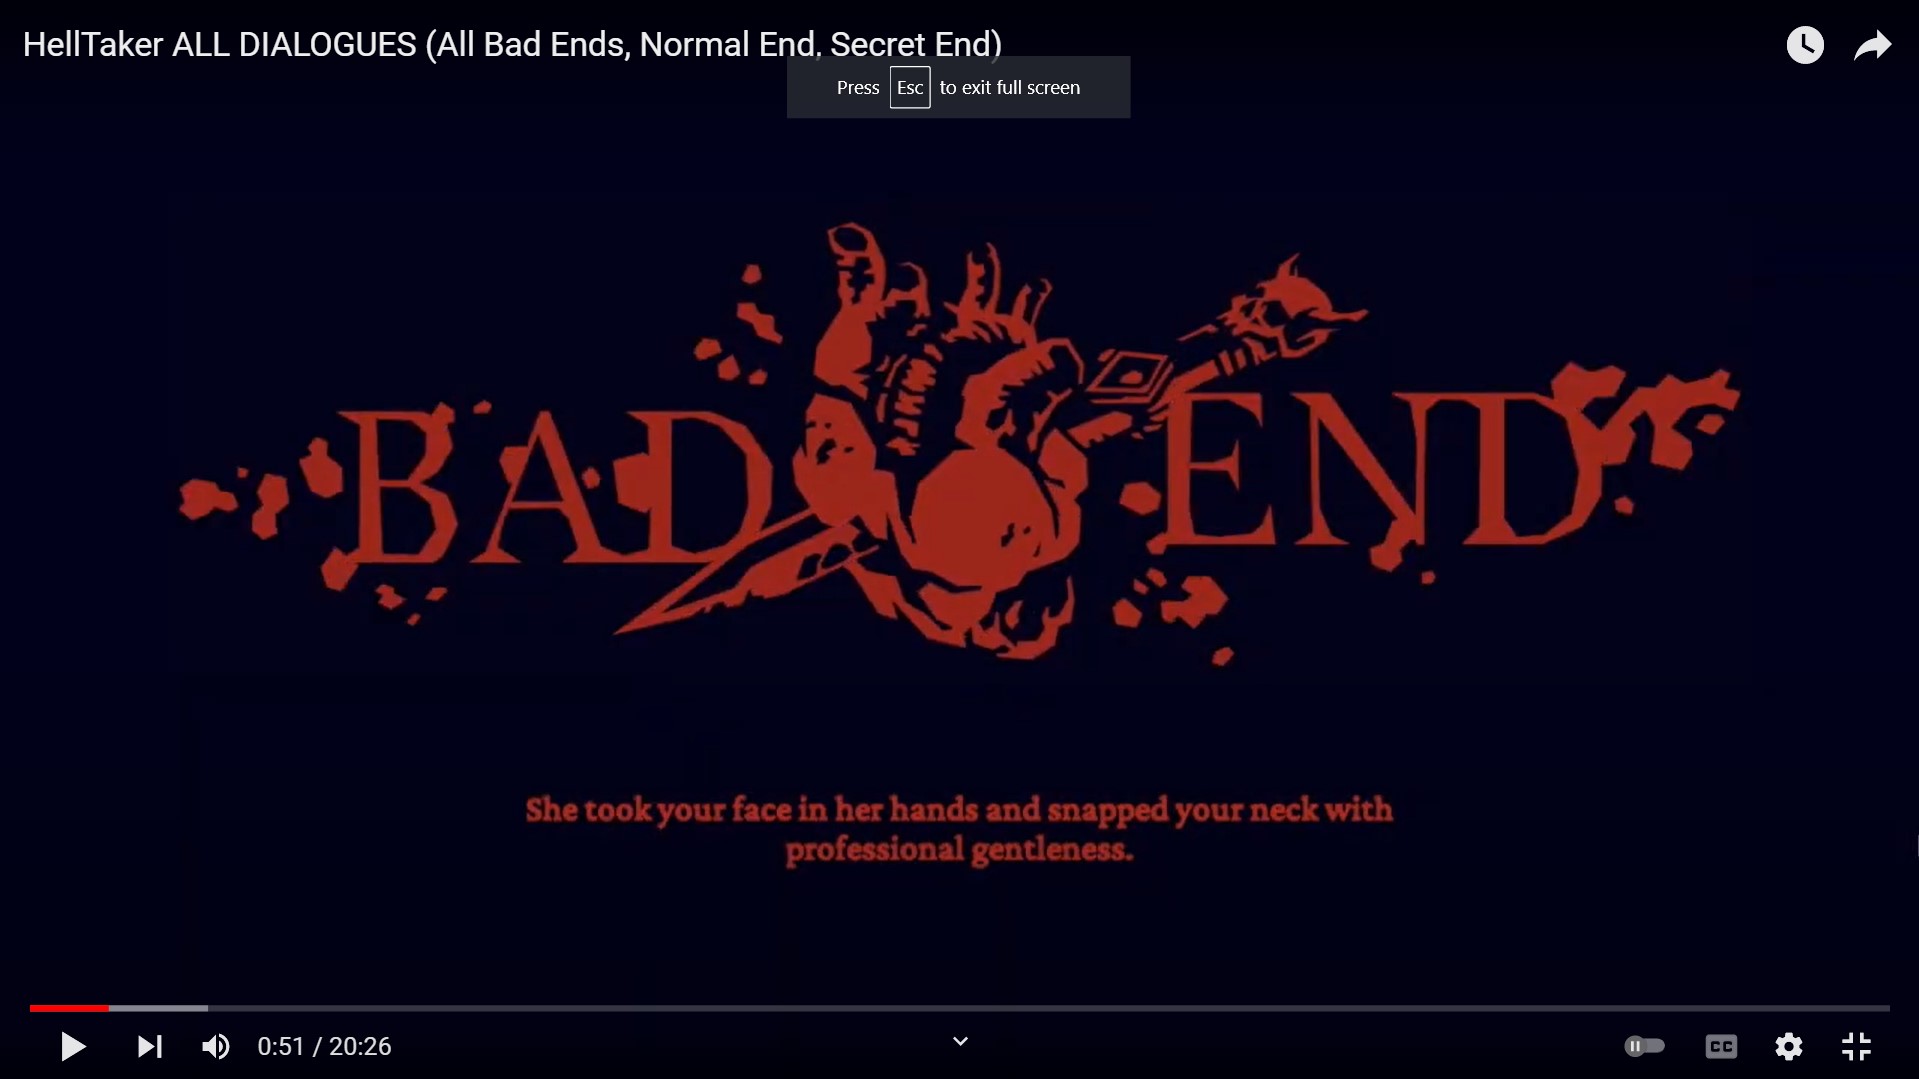 HellTaker ALL DIALOGUES (All Bad Ends, Normal End, Secret End)
Press Esc to exit full screen
BAD END
She took your face in her hands and snapped your neck with
professional gentleness.
0:51 / 20:26
CC